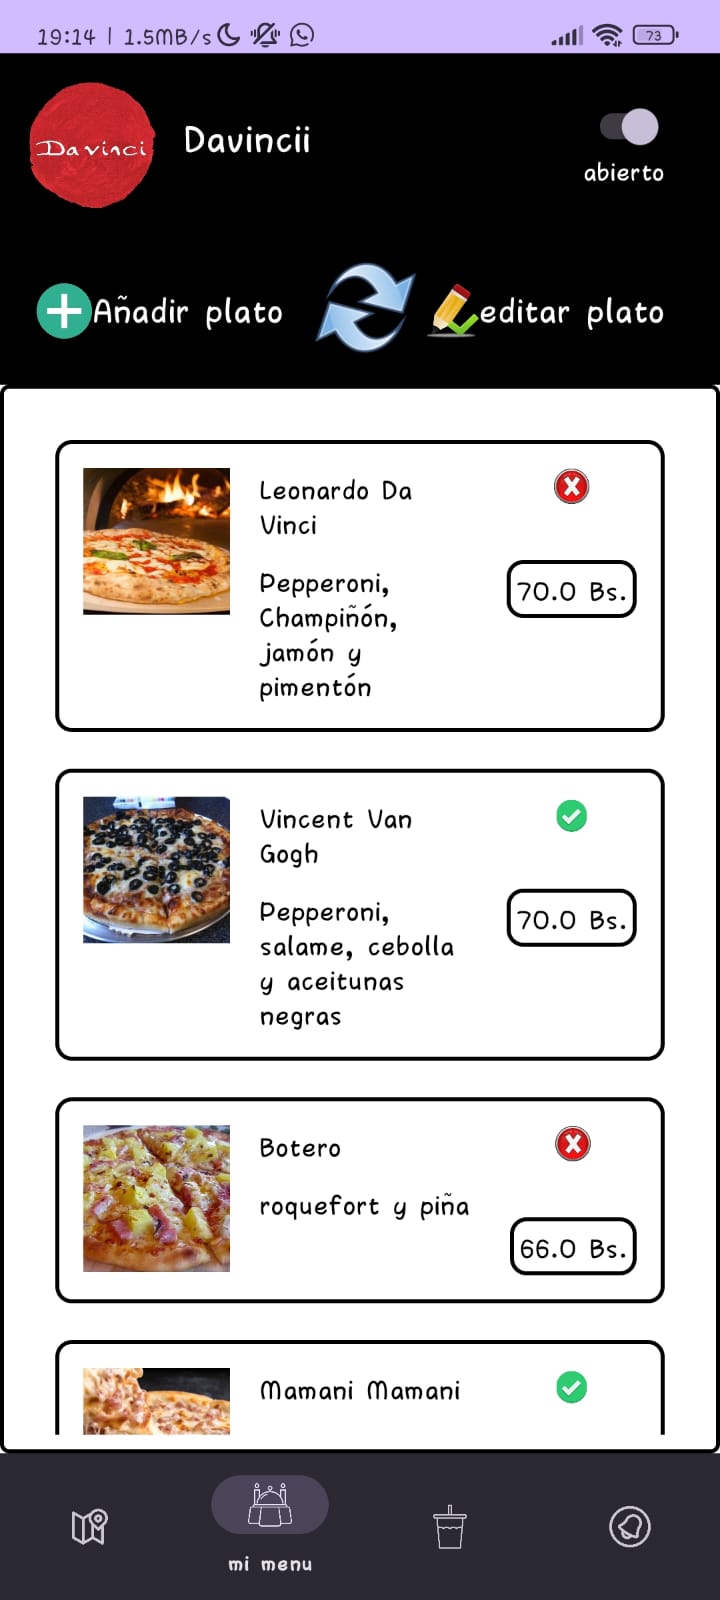 19:14 | 1.5MB/s
73
Da vinci
Davincii
abierto
Añadir plato
editar plato
Leonardo Da
Vinci
Pepperoni,
Champiñón,
jamón y
pimentón
70.0 Bs.
Vincent Van
Gogh
Pepperoni,
salame, cebolla
y aceitunas
negras
70.0 Bs.
Botero
roquefort y piña
66.0 Bs.
Mamani Mamani
mi menu